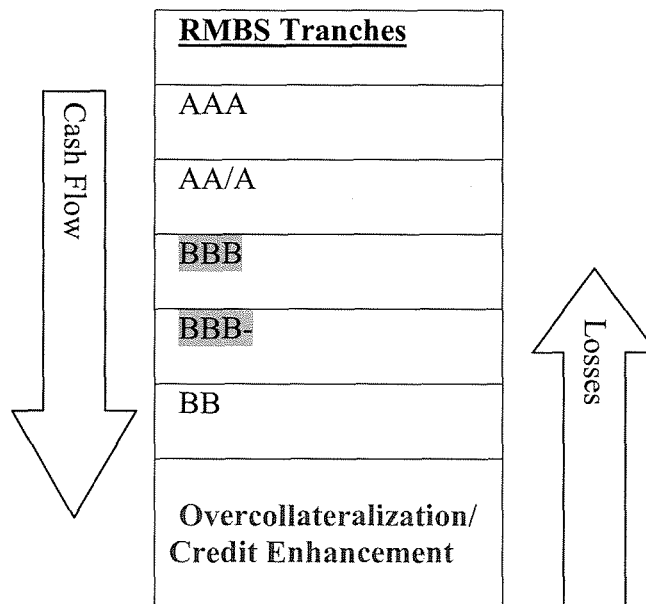 RMBS Tranches
AAA
Cash Flow
AA/A
BBB
BBB-
Losses
BB
Overcollateralization/
Credit Enhancement